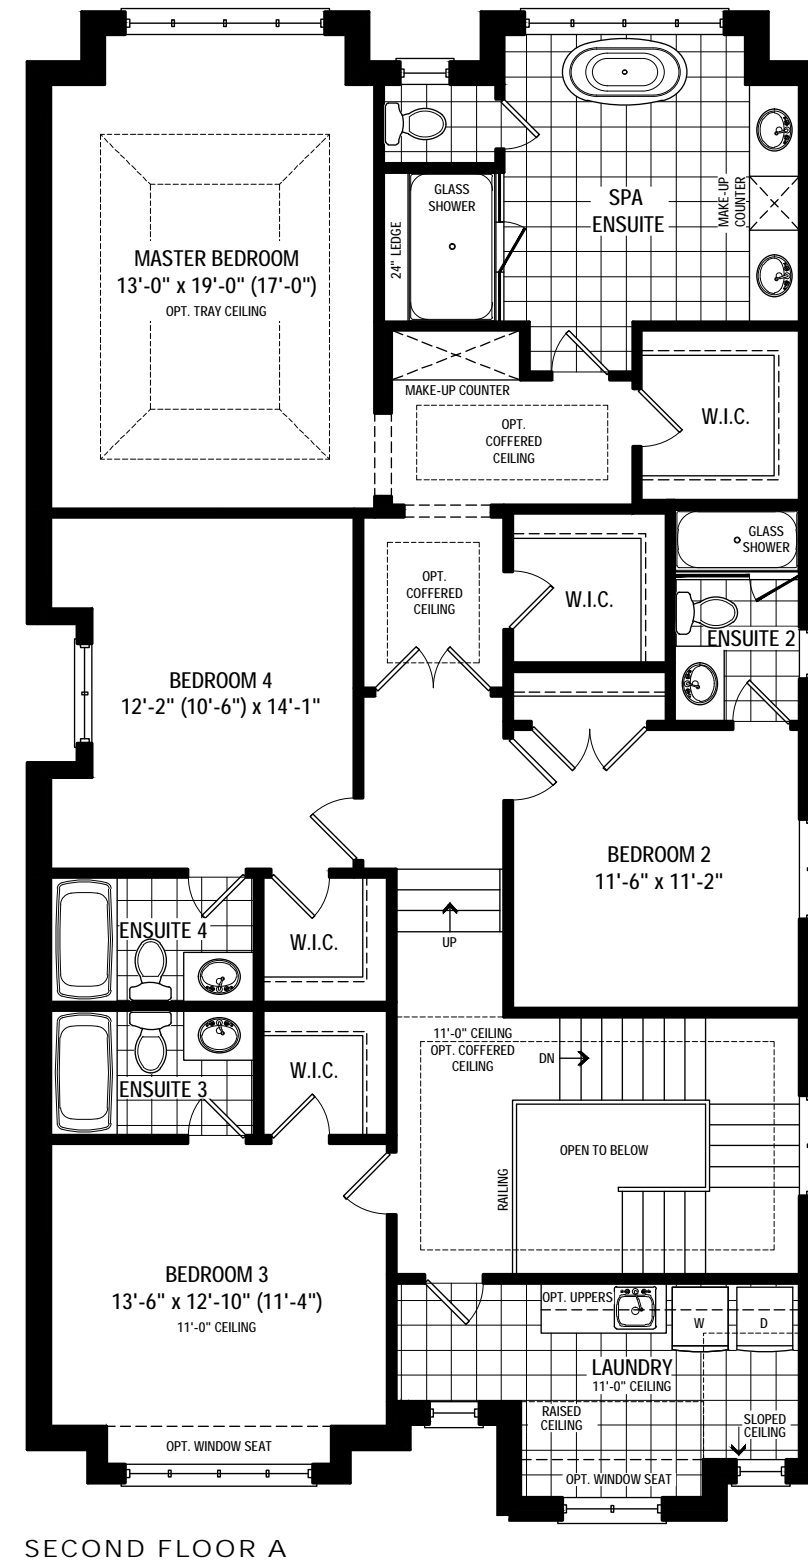 GLASS
SHOWER
24" LEDGE
SPA
ENSUITE
MAKE-UP
COUNTER
MASTER BEDROOM
13'-0" x 19'-0" (17'-0")
OPT. TRAY CEILING
MAKE-UP COUNTER
OPT.
COFFERED
CEILING
W.I.C.
OPT.
COFFERED
CEILING
W.I.C.
GLASS
SHOWER
ENSUITE 2
BEDROOM 4
12'-2" (10'-6") x 14'-1"
BEDROOM 2
11'-6" x 11'-2"
ENSUITE 4
W.I.C.
UP
11'-0" CEILING
OPT. COFFERED
CEILING
DN
ENSUITE 3
W.I.C.
OPEN TO BELOW
RAILING
BEDROOM 3
13'-6" x 12'-10" (11'-4")
11'-0" CEILING
OPT. UPPERS
W
D
LAUNDRY
11'-0" CEILING
RAISED
CEILING
SLOPED
CEILING
OPT. WINDOW SEAT
OPT. WINDOW SEAT
SECOND FLOOR A